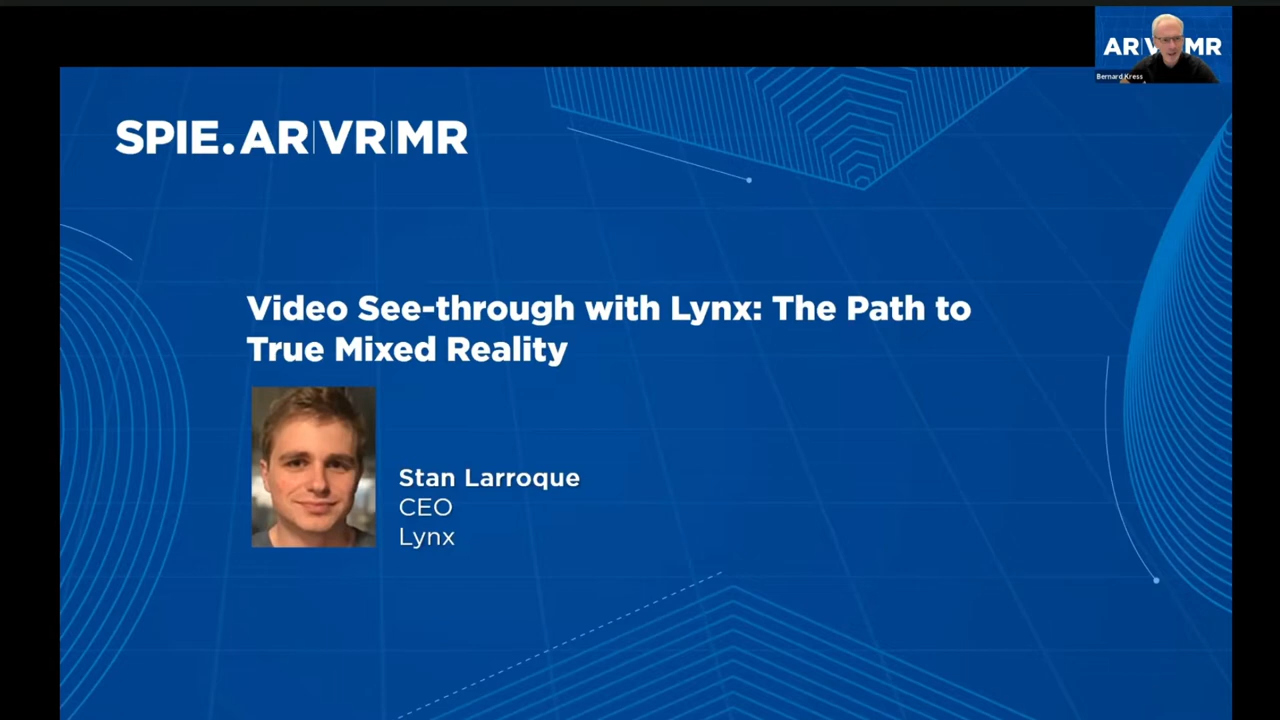 AR|V MR
Bernard Kress
SPIE.AR|VR|MR
Video See-through with Lynx: The Path to
True Mixed Reality
Stan Larroque
CEO
Lynx